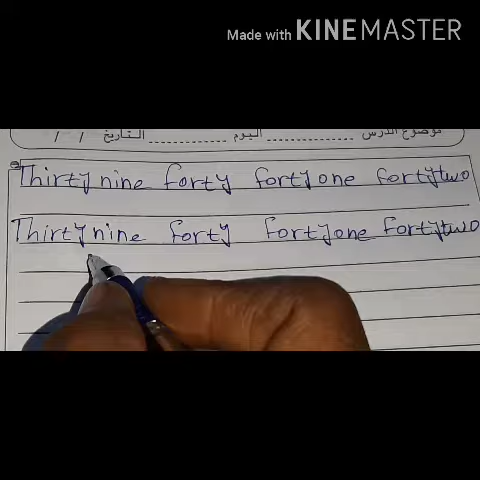 Made with KINEMASTER
موضوع الدرس ............ اليوم ............ التاريخ / /
Thirty nine forty forty one forty two
Thirty nine forty forty one forty two